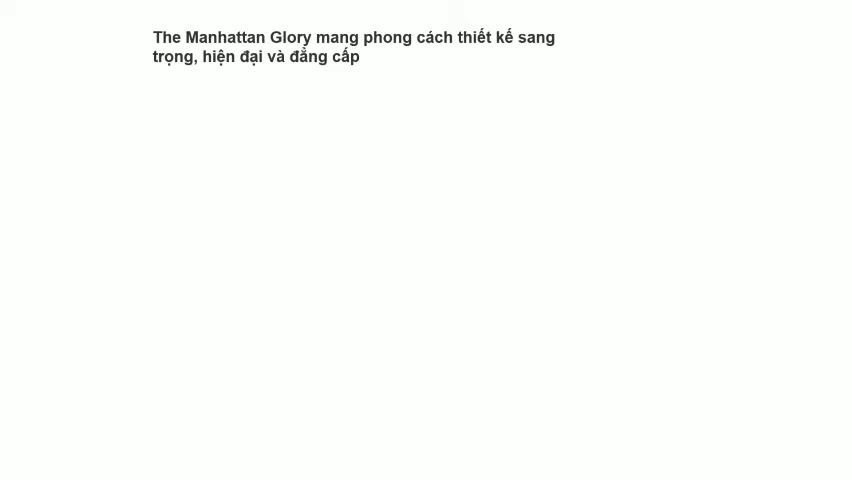 The Manhattan Glory mang phong cách thiết kế sang
trọng, hiện đại và đẳng cấp